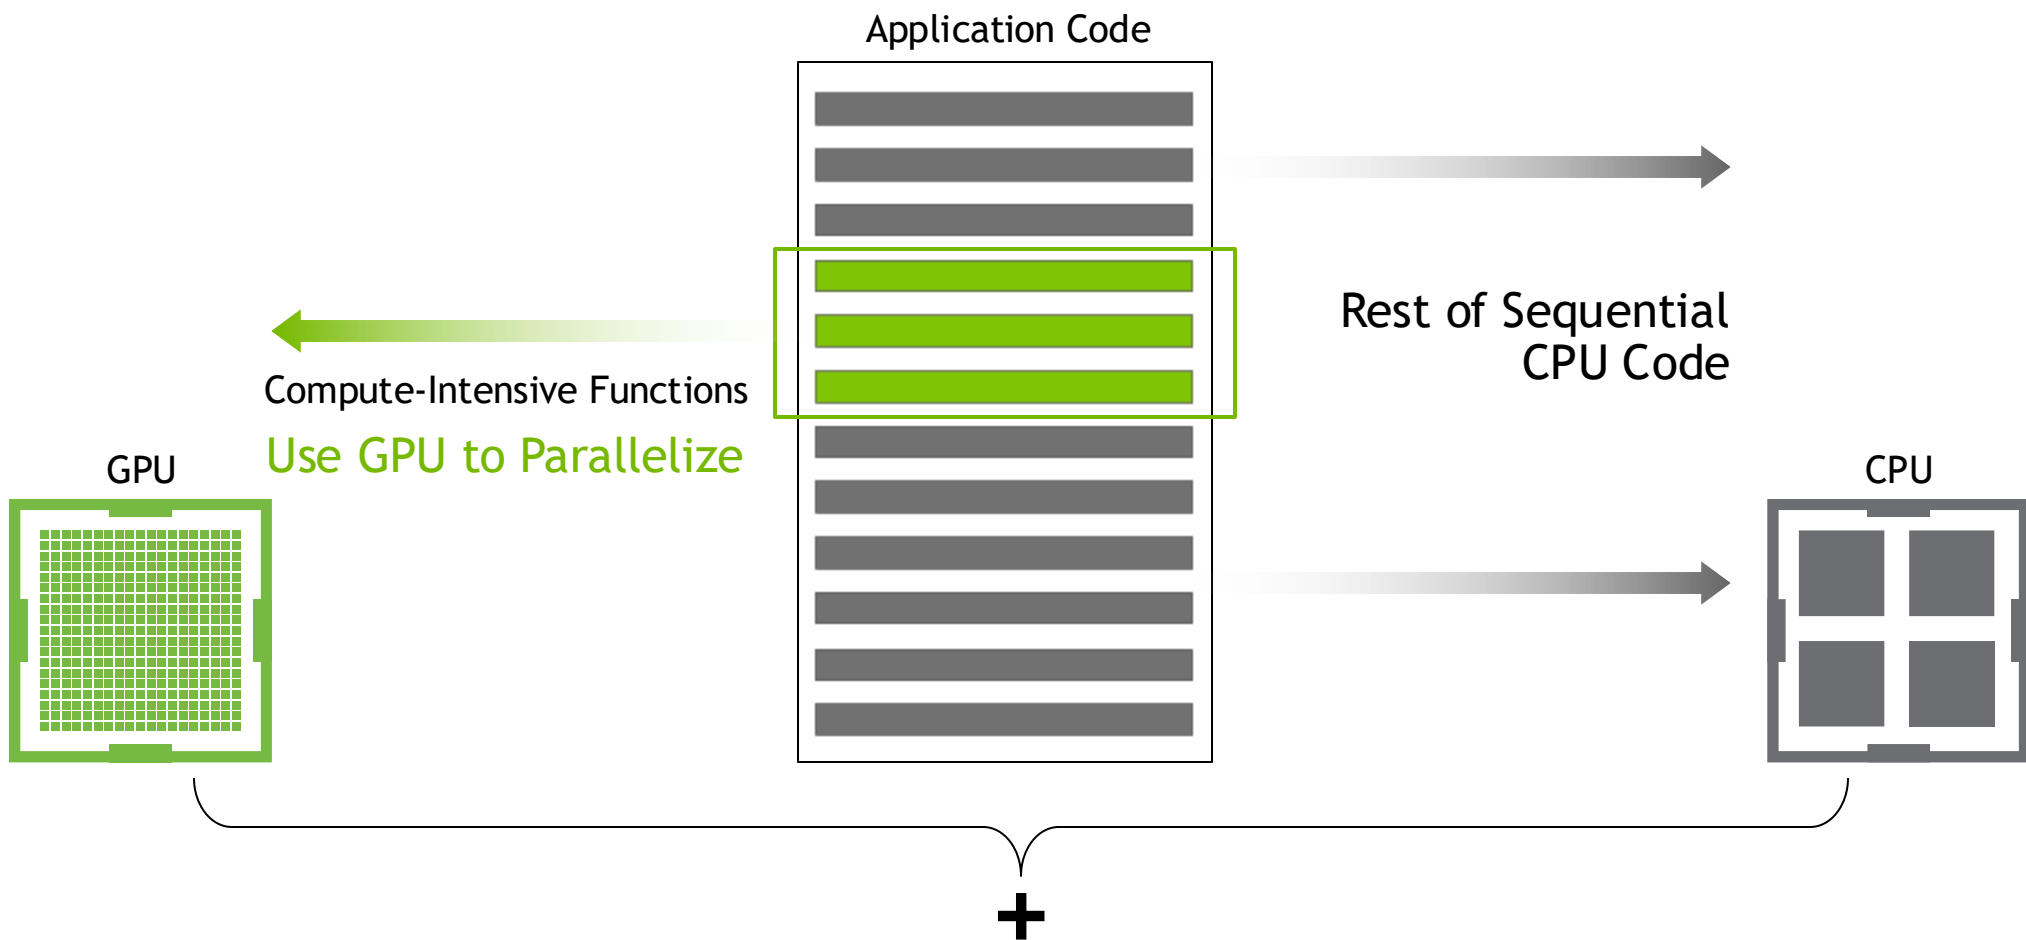 Application Code
Compute-Intensive Functions
Use GPU to Parallelize
Rest of Sequential
CPU Code
GPU
CPU
+